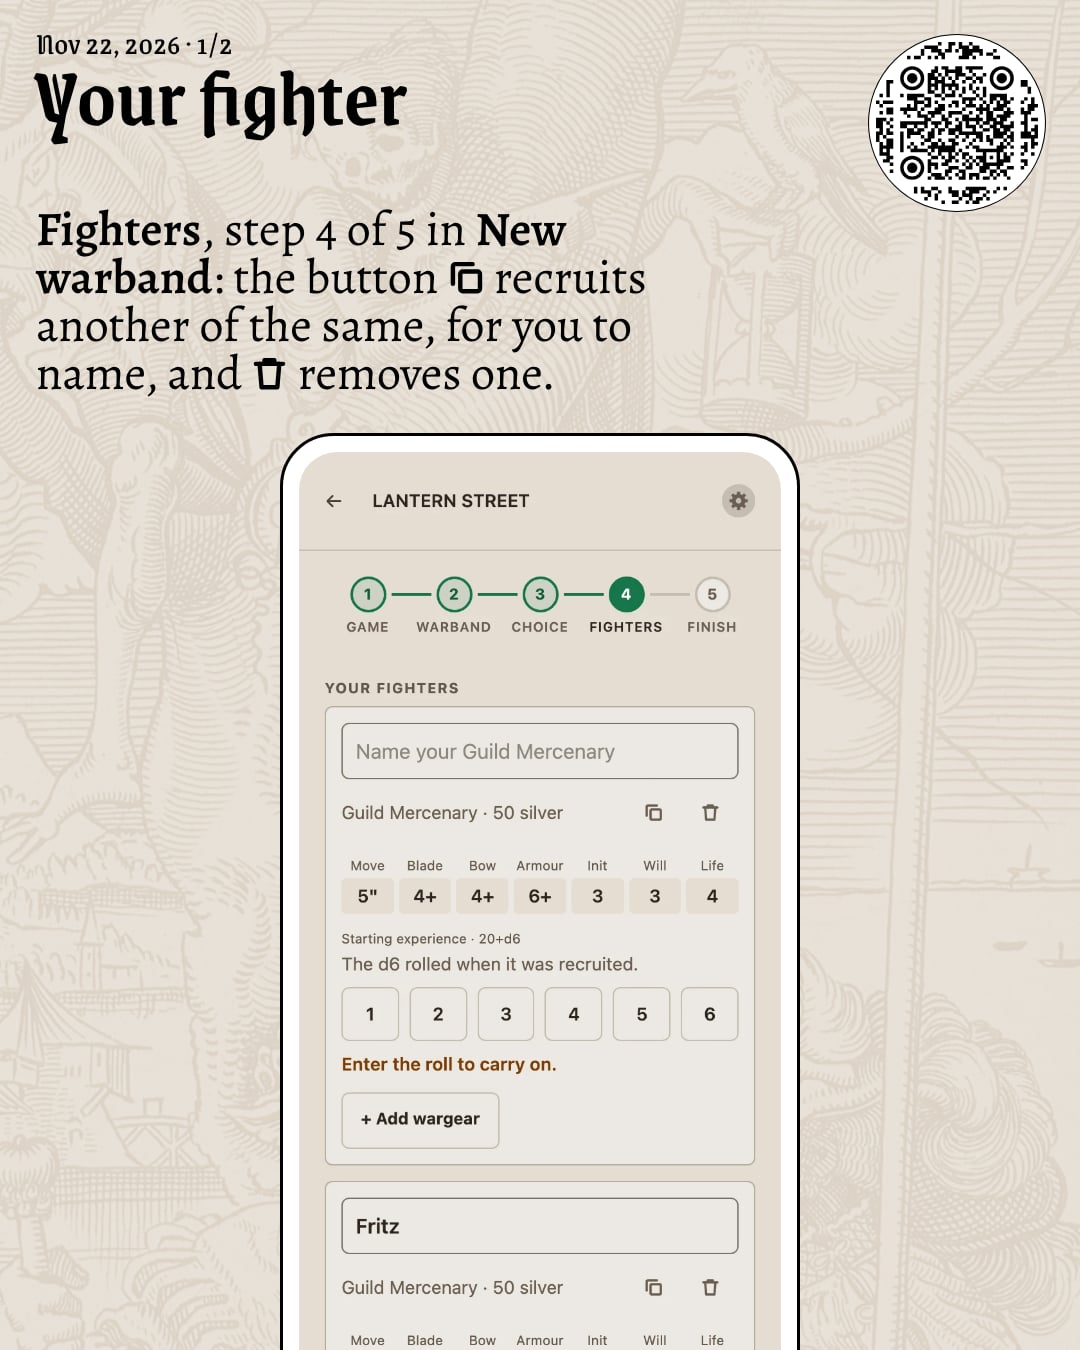 Nov 22, 2026 · 1/2
Your fighter
Fighters, step 4 of 5 in New
warband: the button recruits
another of the same, for you to
name, and removes one.
LANTERN STREET
1 2 3 4 5
GAME WARBAND CHOICE FIGHTERS FINISH
YOUR FIGHTERS
Name your Guild Mercenary
Guild Mercenary · 50 silver
Move Blade Bow Armour Init Will Life
5" 4+ 4+ 6+ 3 3 4
Starting experience · 20+d6
The d6 rolled when it was recruited.
1 2 3 4 5 6
Enter the roll to carry on.
+ Add wargear
Fritz
Guild Mercenary · 50 silver
Move Blade Bow Armour Init Will Life